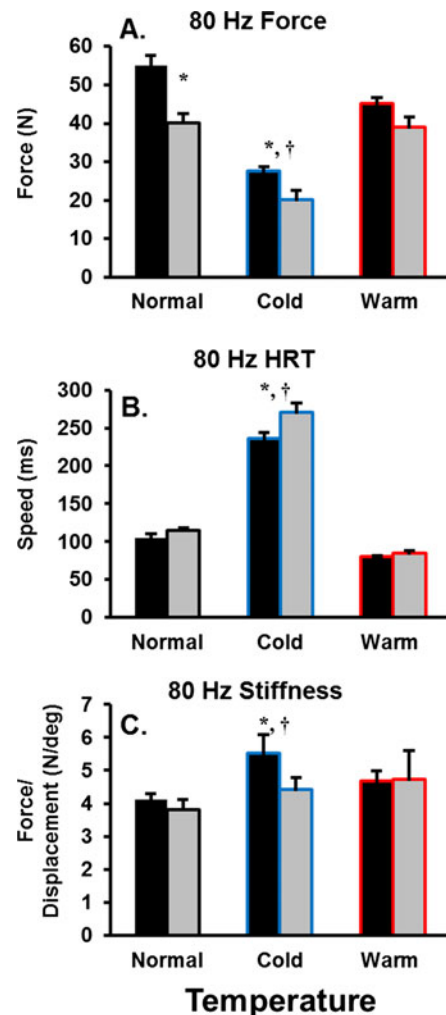 80 Hz Force
A.
Force (N)
60
50
40
30
20
10
0
*
*, †
Normal Cold Warm
80 Hz HRT
B.
Speed (ms)
300
250
200
150
100
50
0
*, †
Normal Cold Warm
80 Hz Stiffness
C.
Force/
Displacement (N/deg)
7
6
5
4
3
2
1
0
*, †
Normal Cold Warm
Temperature